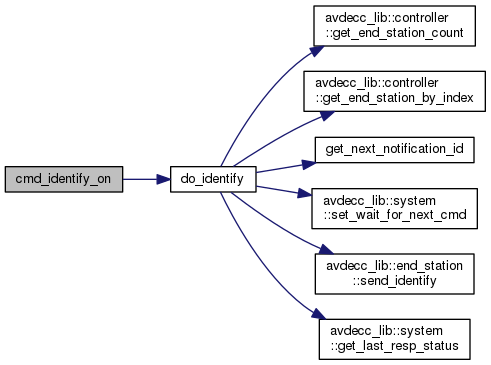 avdecc_lib::controller
::get_end_station_count
avdecc_lib::controller
::get_end_station_by_index
get_next_notification_id
cmd_identify_on
do_identify
avdecc_lib::system
::set_wait_for_next_cmd
avdecc_lib::end_station
::send_identify
avdecc_lib::system
::get_last_resp_status